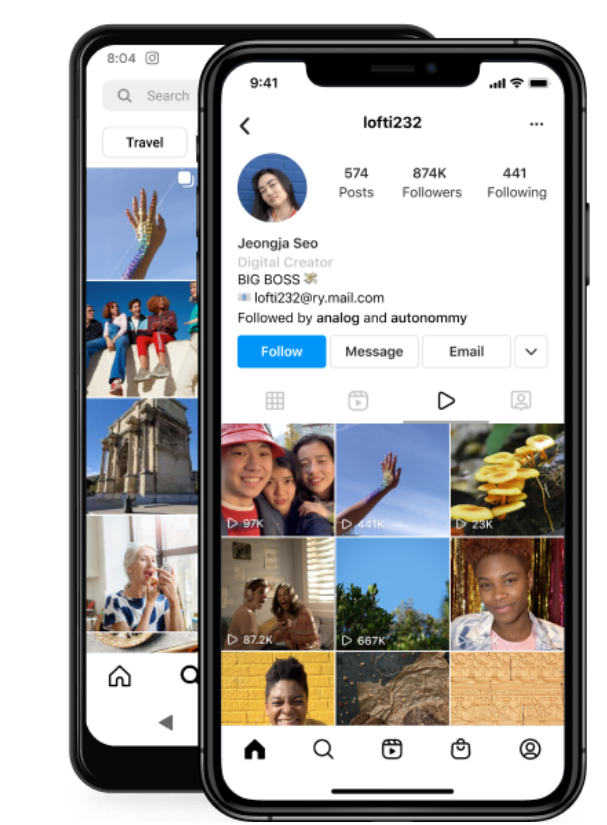 8:04
Search
Travel
9:41
lofti232
...
574 874K 441
Posts Followers Following
Jeongja Seo
Digital Creator
BIG BOSS
lofti232@ry.mail.com
Followed by analog and autonommy
Follow Message Email
97K 441K 23K
87.2K 667K